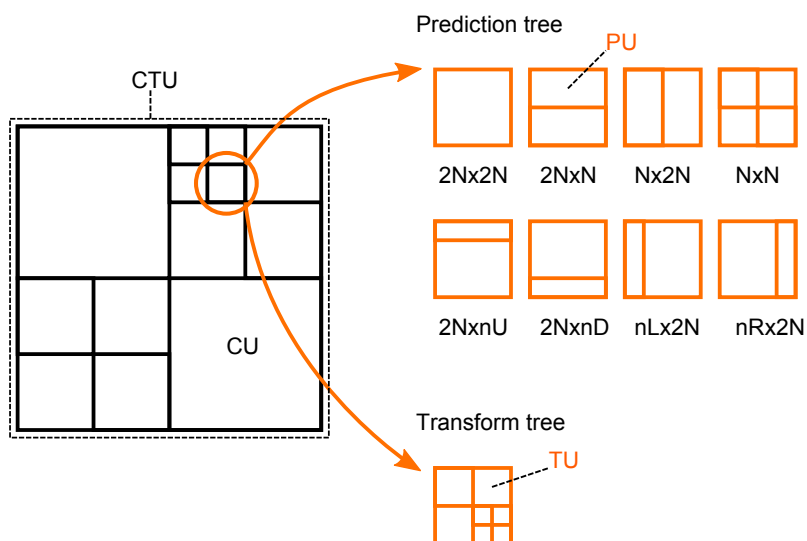 Prediction tree
PU
CTU
2Nx2N
2NxN
Nx2N
NxN
2NxnU
2NxnD
nLx2N
nRx2N
CU
Transform tree
TU